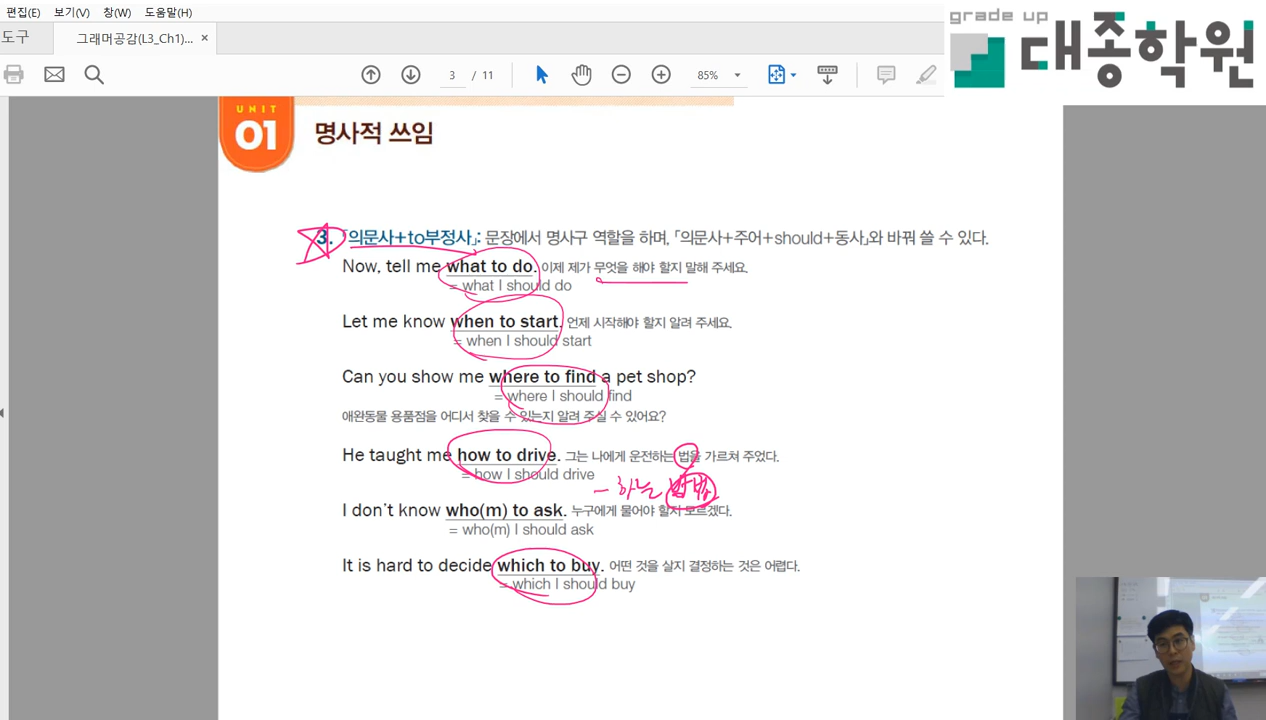 편집(E) 보기(V) 창(W) 도움말(H)
grade up
대종학원
도구 그래머공감(L3_Ch1)... ×
3 / 11 85%
UNIT
01
명사적 쓰임
3. 「의문사+to부정사」: 문장에서 명사구 역할을 하며, 「의문사+주어+should+동사」와 바꿔 쓸 수 있다.
Now, tell me what to do. 이제 제가 무엇을 해야 할지 말해 주세요.
= what I should do
Let me know when to start. 언제 시작해야 할지 알려 주세요.
= when I should start
Can you show me where to find a pet shop?
= where I should find
애완동물 용품점을 어디서 찾을 수 있는지 알려 주실 수 있어요?
He taught me how to drive. 그는 나에게 운전하는 법을 가르쳐 주었다.
= how I should drive
– 하는 방법
I don't know who(m) to ask. 누구에게 물어야 할지 모르겠다.
= who(m) I should ask
It is hard to decide which to buy. 어떤 것을 살지 결정하는 것은 어렵다.
= which I should buy